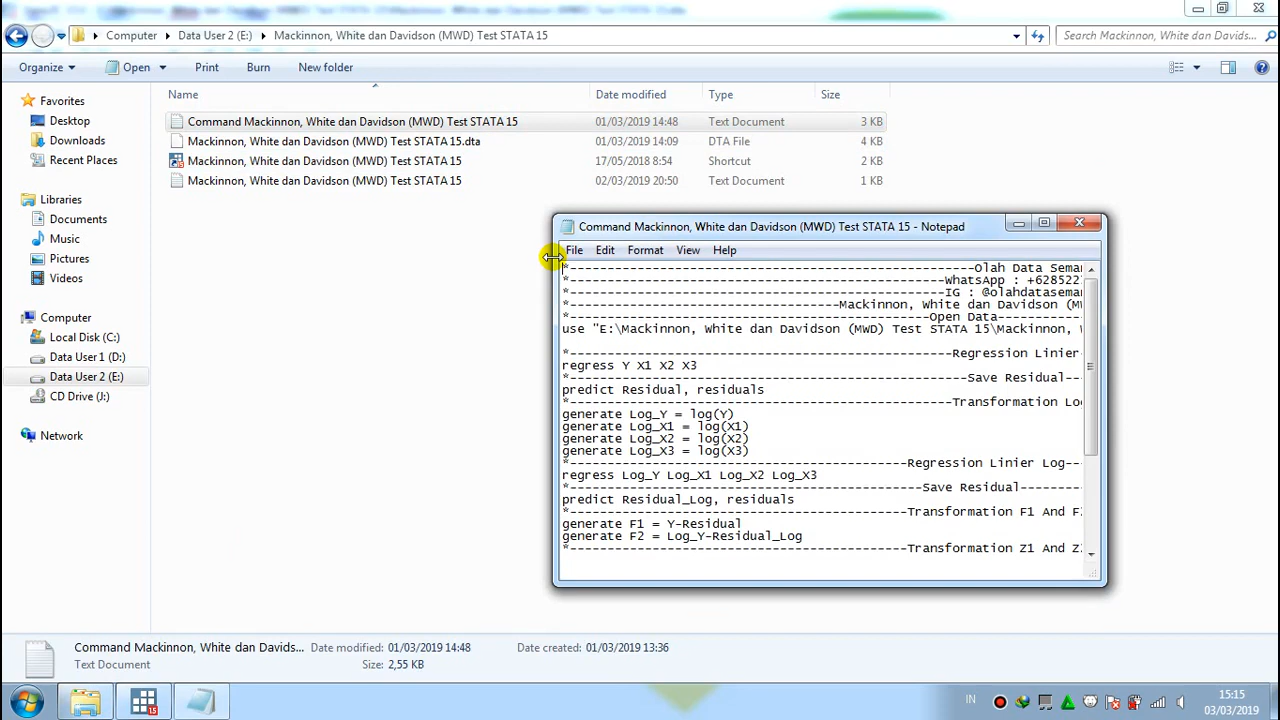 Computer ▸ Data User 2 (E:) ▸ Mackinnon, White dan Davidson (MWD) Test STATA 15
Search Mackinnon, White dan Davids...
Organize Open Print Burn New folder
Name Date modified Type Size
Favorites
Desktop
Downloads
Recent Places
Libraries
Documents
Music
Pictures
Videos
Computer
Local Disk (C:)
Data User 1 (D:)
Data User 2 (E:)
CD Drive (J:)
Network
Command Mackinnon, White dan Davidson (MWD) Test STATA 15 01/03/2019 14:48 Text Document 3 KB
Mackinnon, White dan Davidson (MWD) Test STATA 15.dta 01/03/2019 14:09 DTA File 4 KB
Mackinnon, White dan Davidson (MWD) Test STATA 15 17/05/2018 8:54 Shortcut 2 KB
Mackinnon, White dan Davidson (MWD) Test STATA 15 02/03/2019 20:50 Text Document 1 KB
Command Mackinnon, White dan Davidson (MWD) Test STATA 15 - Notepad
File Edit Format View Help
*------------------------------------------------------Olah Data Seman
*--------------------------------------------------WhatsApp : +628522
*--------------------------------------------------IG : @olahdatasema
*------------------------------------Mackinnon, White dan Davidson (M
*------------------------------------------------Open Data-----------
use "E:\Mackinnon, White dan Davidson (MWD) Test STATA 15\Mackinnon,
*---------------------------------------------------Regression Linier
regress Y X1 X2 X3
*-----------------------------------------------------Save Residual----
predict Residual, residuals
*---------------------------------------------------Transformation Log
generate Log_Y = log(Y)
generate Log_X1 = log(X1)
generate Log_X2 = log(X2)
generate Log_X3 = log(X3)
*---------------------------------------------Regression Linier Log--
regress Log_Y Log_X1 Log_X2 Log_X3
*-----------------------------------------------Save Residual--------
predict Residual_Log, residuals
*---------------------------------------------Transformation F1 And F
generate F1 = Y-Residual
generate F2 = Log_Y-Residual_Log
*---------------------------------------------Transformation Z1 And Z
Command Mackinnon, White dan Davids... Date modified: 01/03/2019 14:48 Date created: 01/03/2019 13:36
Text Document Size: 2,55 KB
15
IN
15:15
03/03/2019